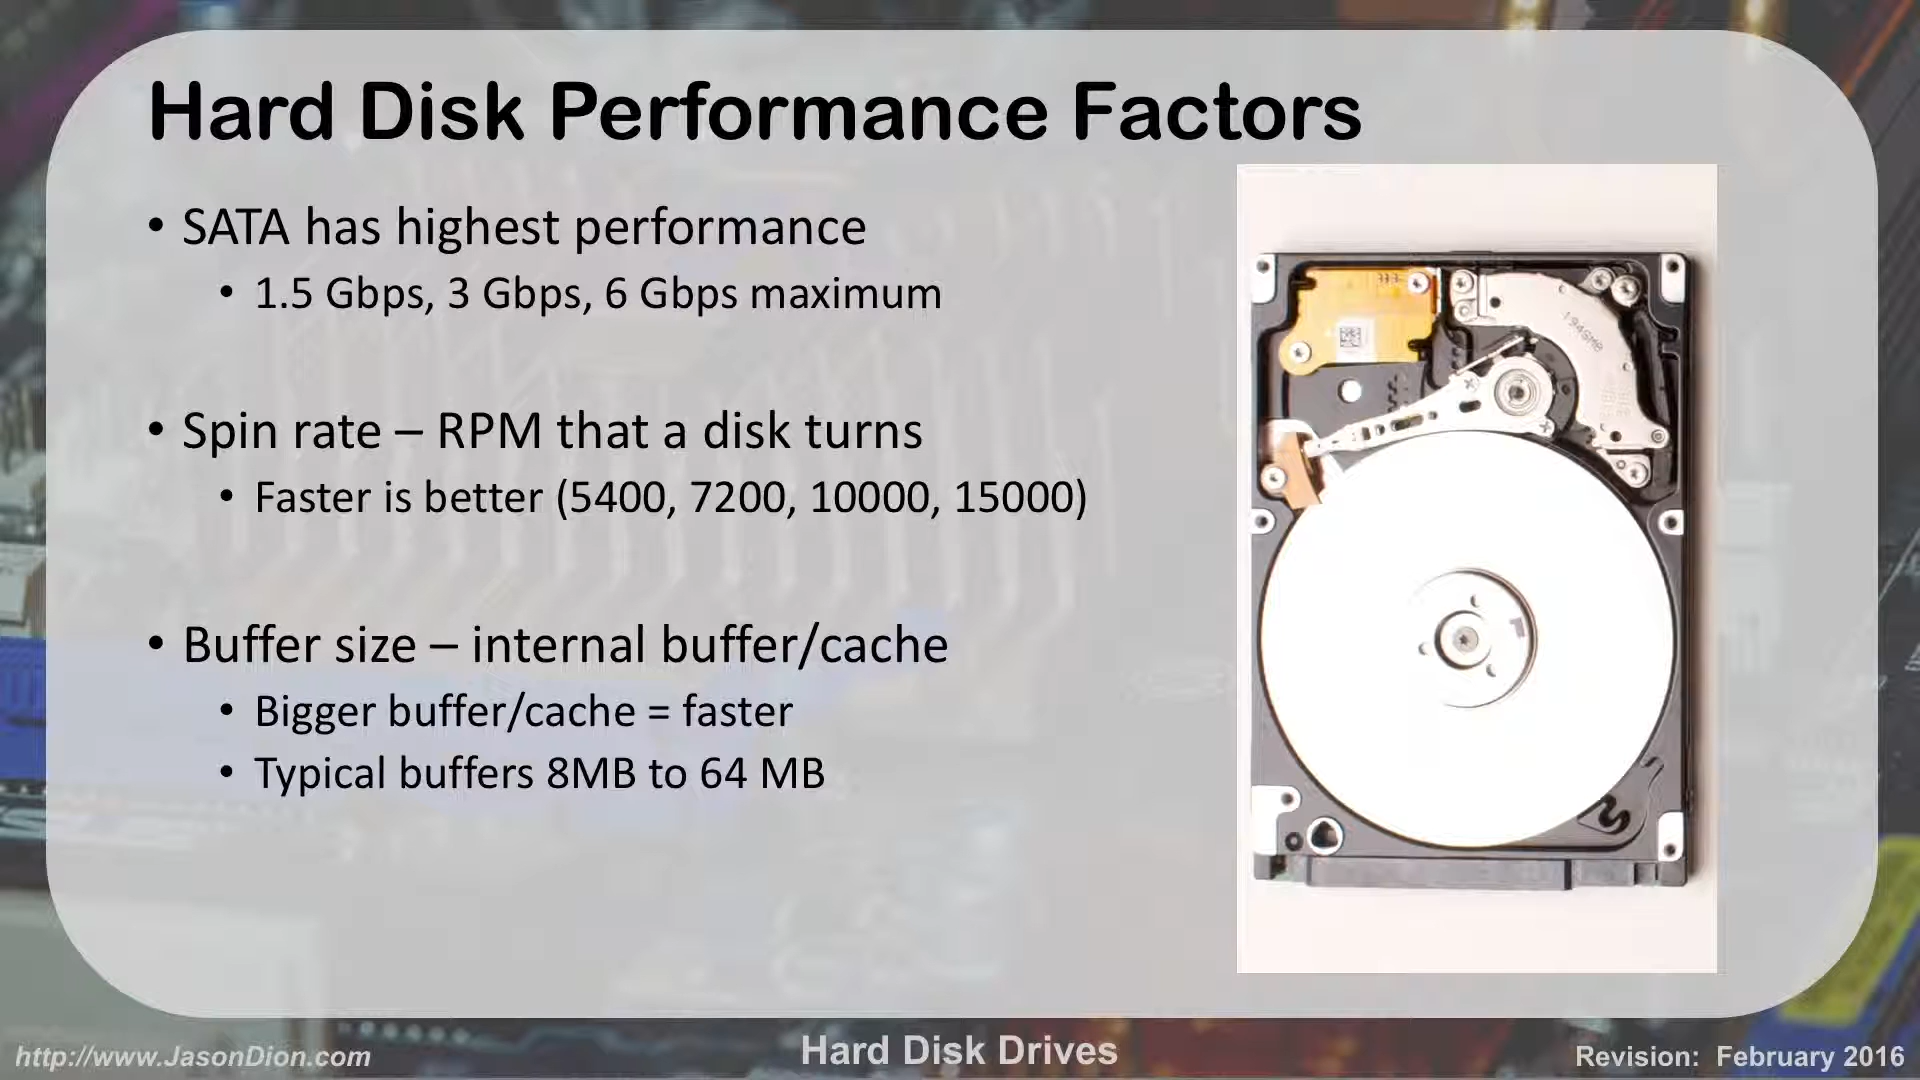 Hard Disk Performance Factors
• SATA has highest performance
• 1.5 Gbps, 3 Gbps, 6 Gbps maximum
• Spin rate – RPM that a disk turns
• Faster is better (5400, 7200, 10000, 15000)
• Buffer size – internal buffer/cache
• Bigger buffer/cache = faster
• Typical buffers 8MB to 64 MB
http://www.JasonDion.com
Hard Disk Drives
Revision: February 2016